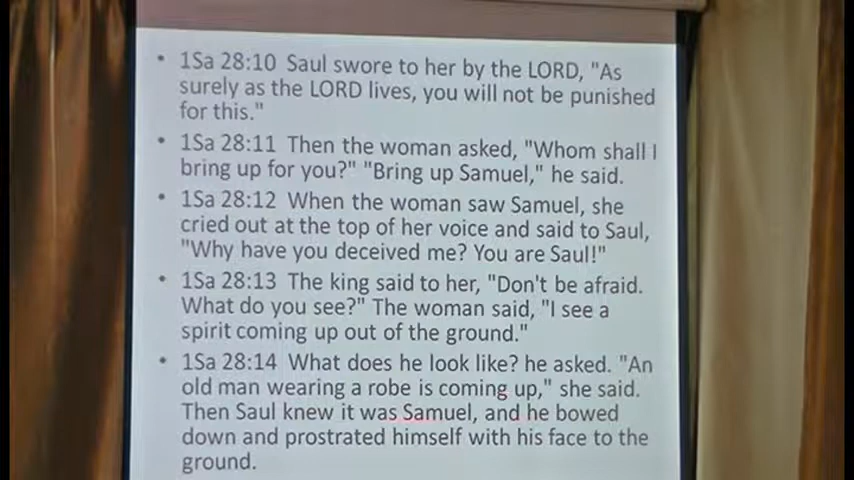 • 1Sa 28:10 Saul swore to her by the LORD, "As
surely as the LORD lives, you will not be punished
for this."
• 1Sa 28:11 Then the woman asked, "Whom shall I
bring up for you?" "Bring up Samuel," he said.
• 1Sa 28:12 When the woman saw Samuel, she
cried out at the top of her voice and said to Saul,
"Why have you deceived me? You are Saul!"
• 1Sa 28:13 The king said to her, "Don't be afraid.
What do you see?" The woman said, "I see a
spirit coming up out of the ground."
• 1Sa 28:14 What does he look like? he asked. "An
old man wearing a robe is coming up," she said.
Then Saul knew it was Samuel, and he bowed
down and prostrated himself with his face to the
ground.